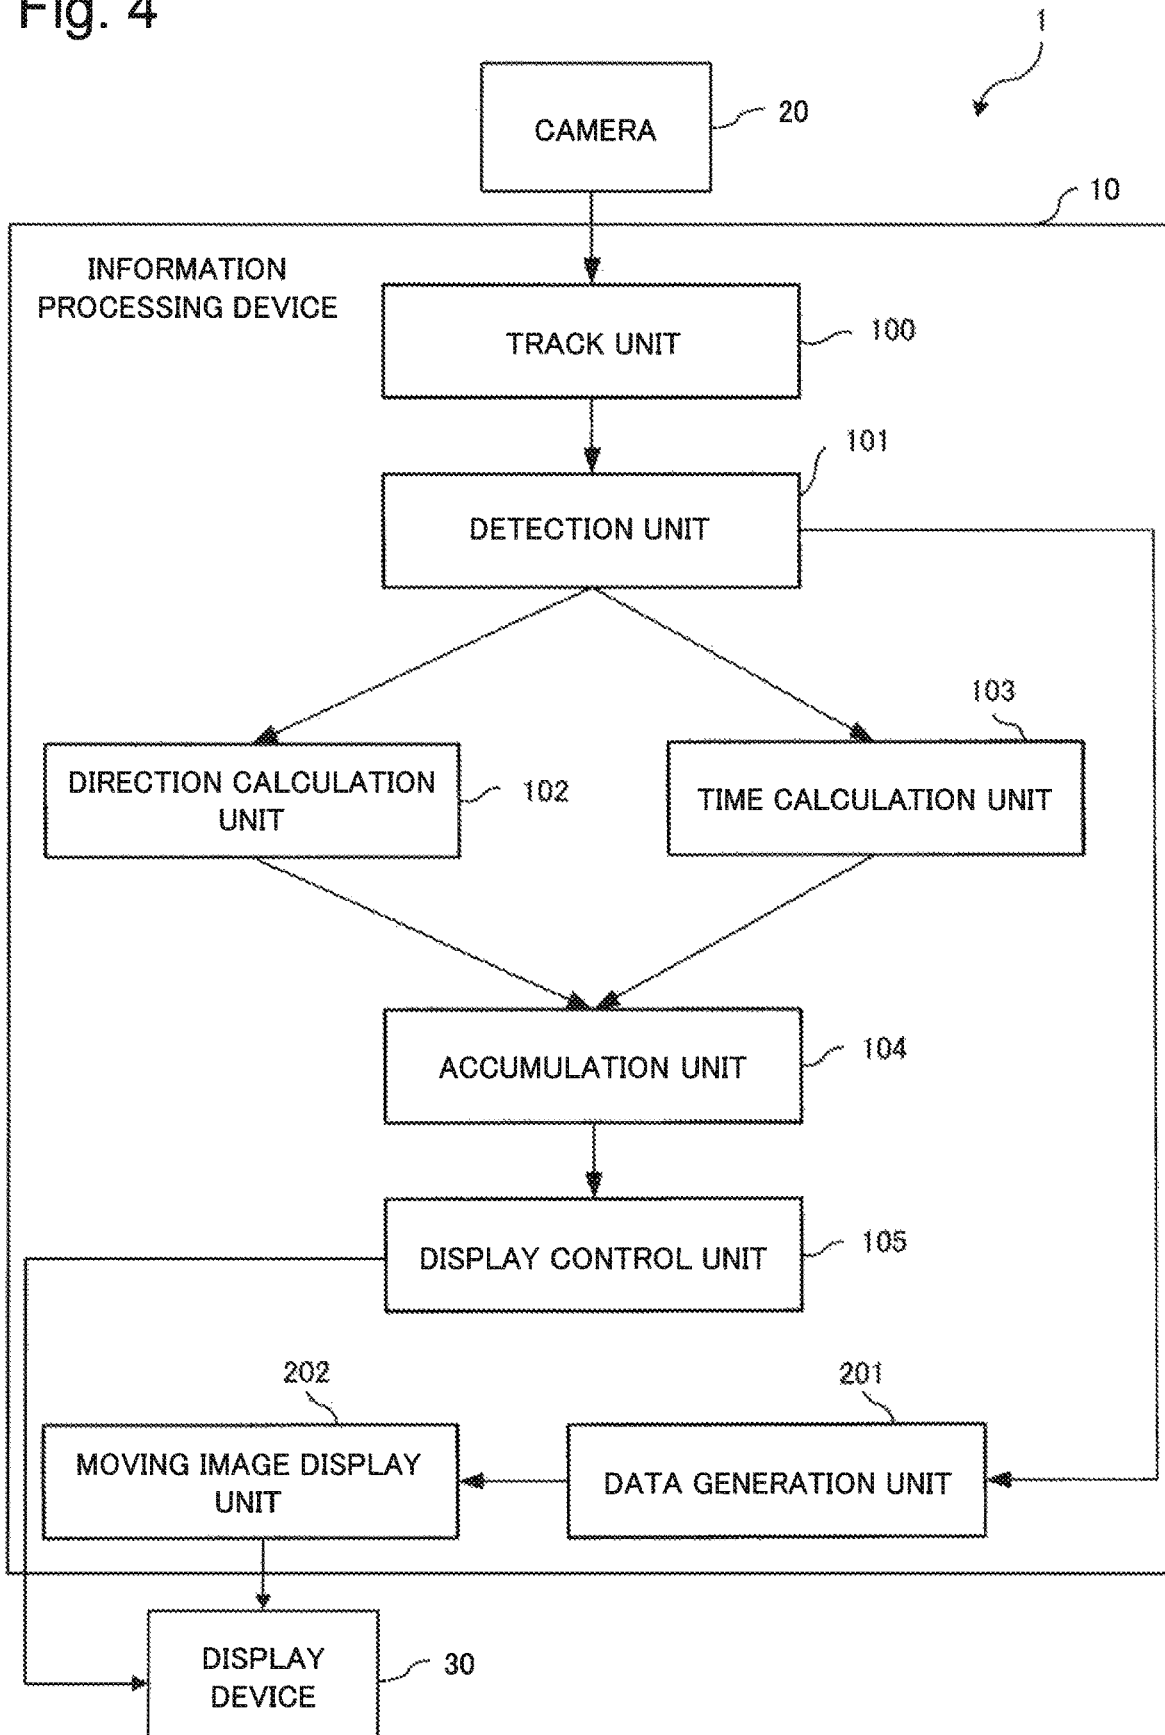 Fig. 4
1
CAMERA
20
10
INFORMATION
PROCESSING DEVICE
TRACK UNIT
100
101
DETECTION UNIT
103
DIRECTION CALCULATION
UNIT
102
TIME CALCULATION UNIT
ACCUMULATION UNIT
104
DISPLAY CONTROL UNIT
105
202
201
MOVING IMAGE DISPLAY
UNIT
DATA GENERATION UNIT
DISPLAY
DEVICE
30